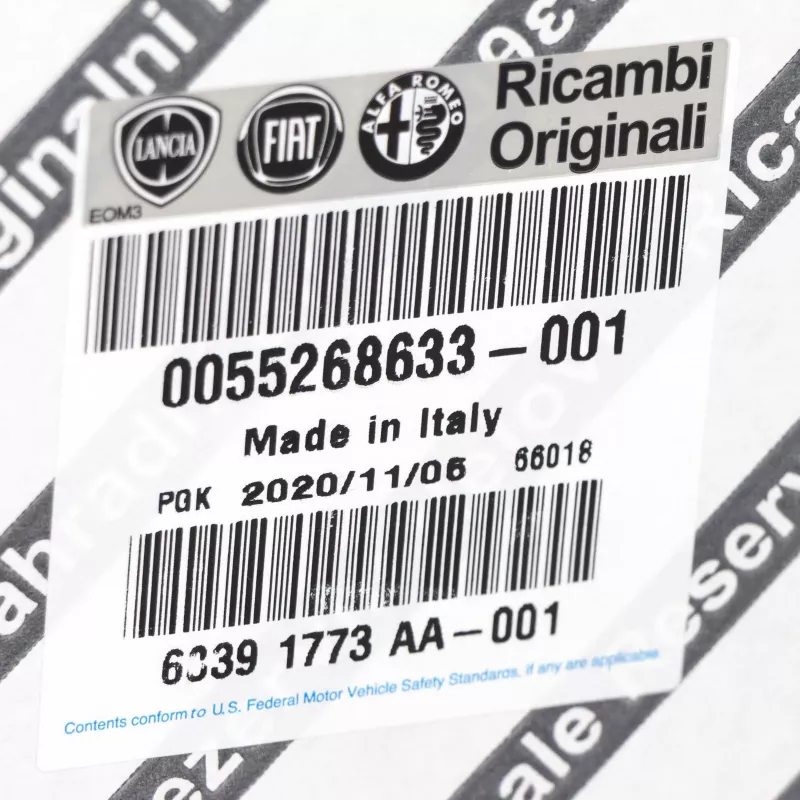 LANCIA
FIAT
ALFA ROMEO
Ricambi
Originali
EOM3
0055268633-001
Made in Italy
PGK 2020/11/06 66018
1773 AA-001
Contents conform to U.S. Federal Motor Vehicle Safety Standards, if any are applicable.